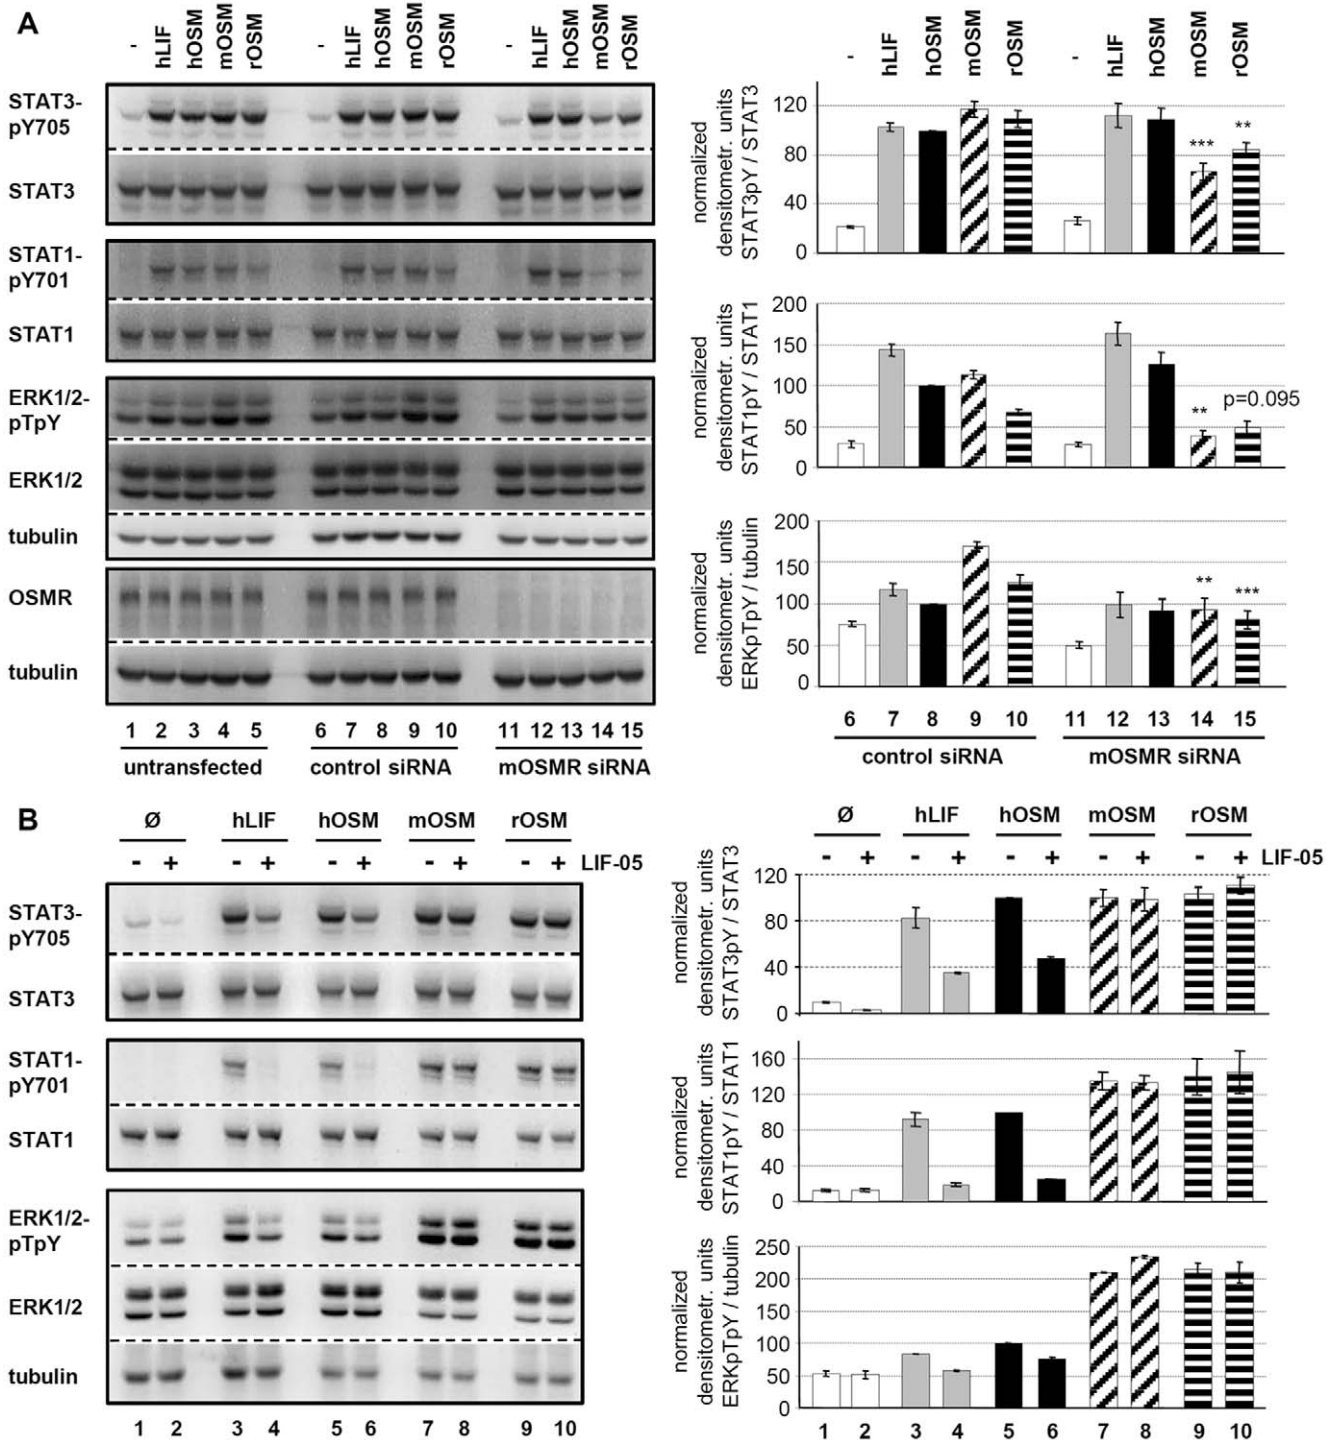 A
- hLIF hOSM mOSM rOSM - hLIF hOSM mOSM rOSM - hLIF hOSM mOSM rOSM
STAT3-
pY705
STAT3
STAT1-
pY701
STAT1
ERK1/2-
pTpY
ERK1/2
tubulin
OSMR
tubulin
1 2 3 4 5 6 7 8 9 10 11 12 13 14 15
untransfected control siRNA mOSMR siRNA
- hLIF hOSM mOSM rOSM - hLIF hOSM mOSM rOSM
normalized
densitometr. units
STAT3pY / STAT3
120
80
40
0
***
**
normalized
densitometr. units
STAT1pY / STAT1
200
150
100
50
0
**
p=0.095
normalized
densitometr. units
ERKpTpY / tubulin
200
150
100
50
0
**
***
6 7 8 9 10 11 12 13 14 15
control siRNA mOSMR siRNA
B
Ø hLIF hOSM mOSM rOSM
- + - + - + - + - + LIF-05
STAT3-
pY705
STAT3
STAT1-
pY701
STAT1
ERK1/2-
pTpY
ERK1/2
tubulin
1 2 3 4 5 6 7 8 9 10
Ø hLIF hOSM mOSM rOSM
- + - + - + - + - + LIF-05
normalized
densitometr. units
STAT3pY / STAT3
120
80
40
0
normalized
densitometr. units
STAT1pY / STAT1
160
120
80
40
0
normalized
densitometr. units
ERKpTpY / tubulin
250
200
150
100
50
0
1 2 3 4 5 6 7 8 9 10